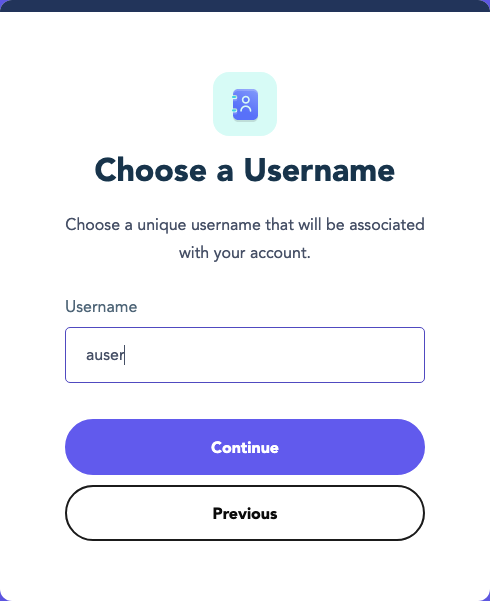 Choose a Username
Choose a unique username that will be associated
with your account.
Username
auser
Continue
Previous